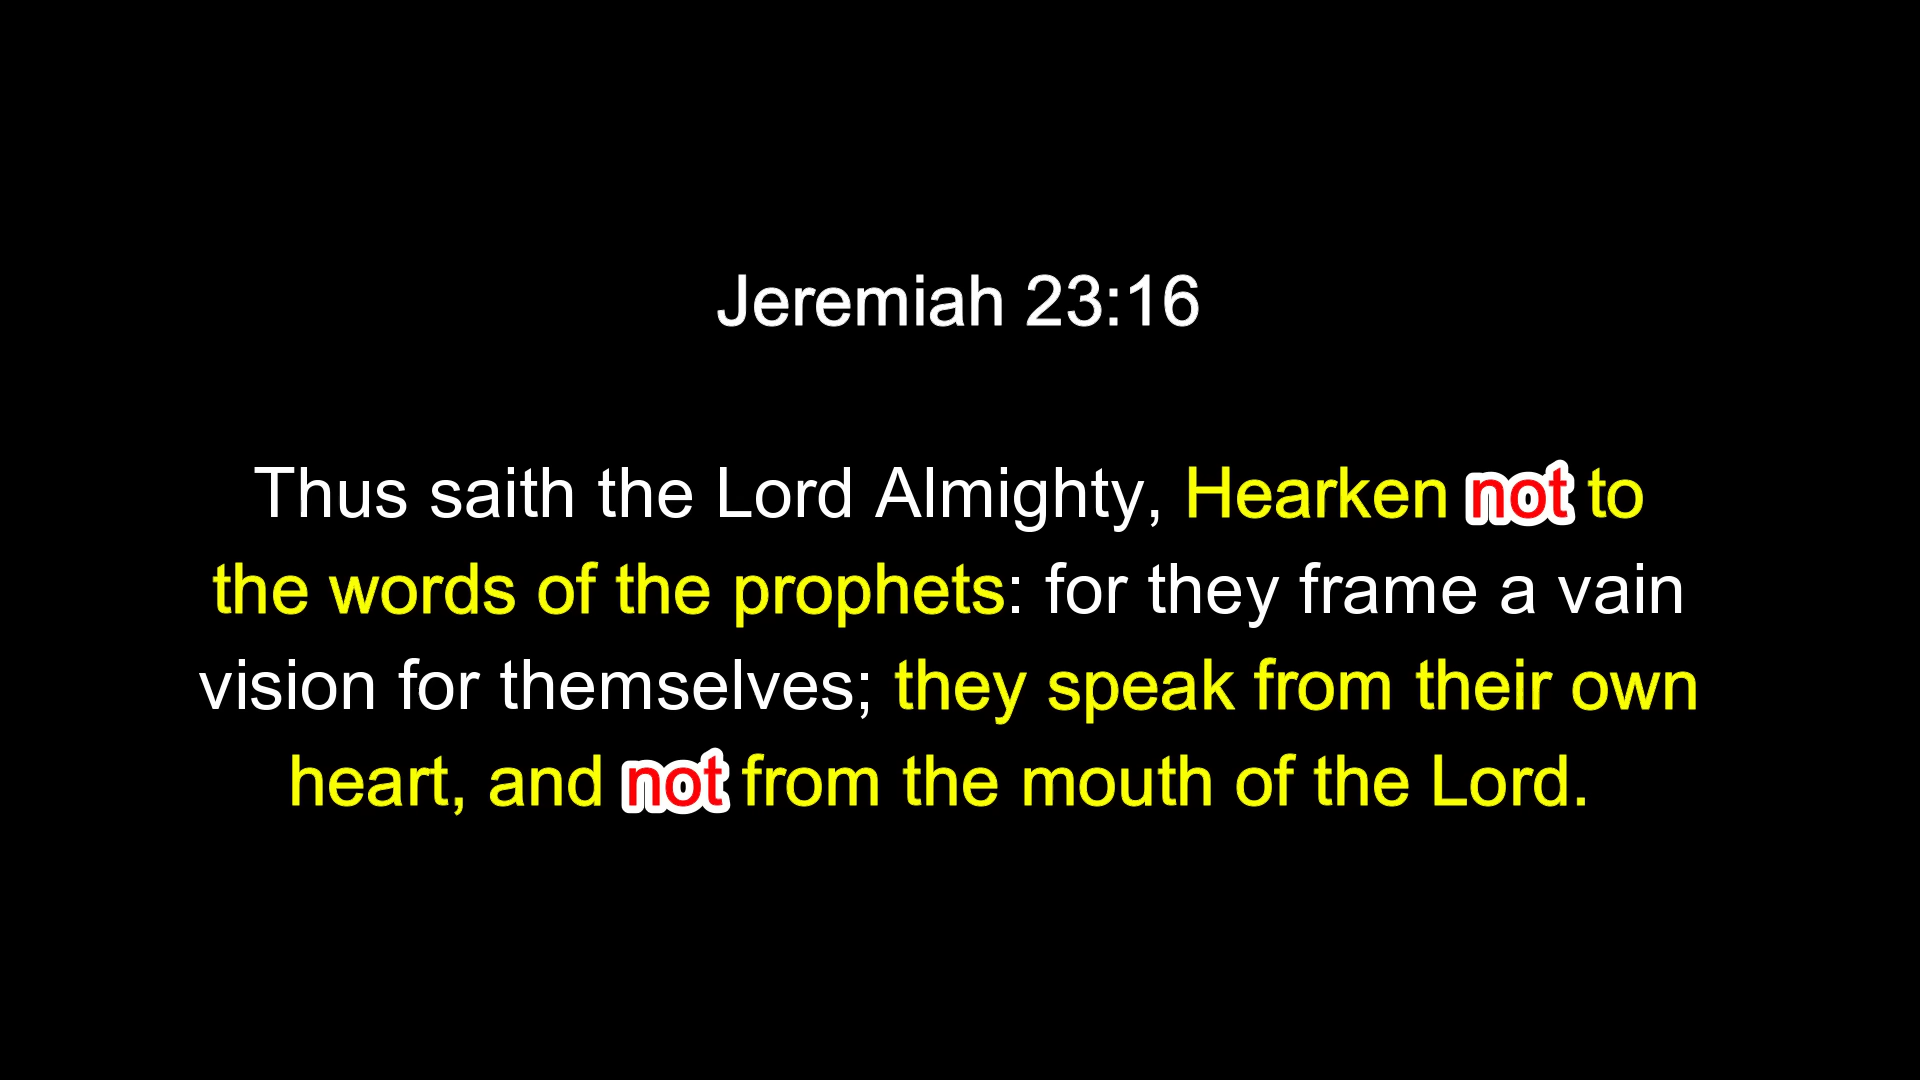 Jeremiah 23:16
Thus saith the Lord Almighty, Hearken not to
the words of the prophets: for they frame a vain
vision for themselves; they speak from their own
heart, and not from the mouth of the Lord.